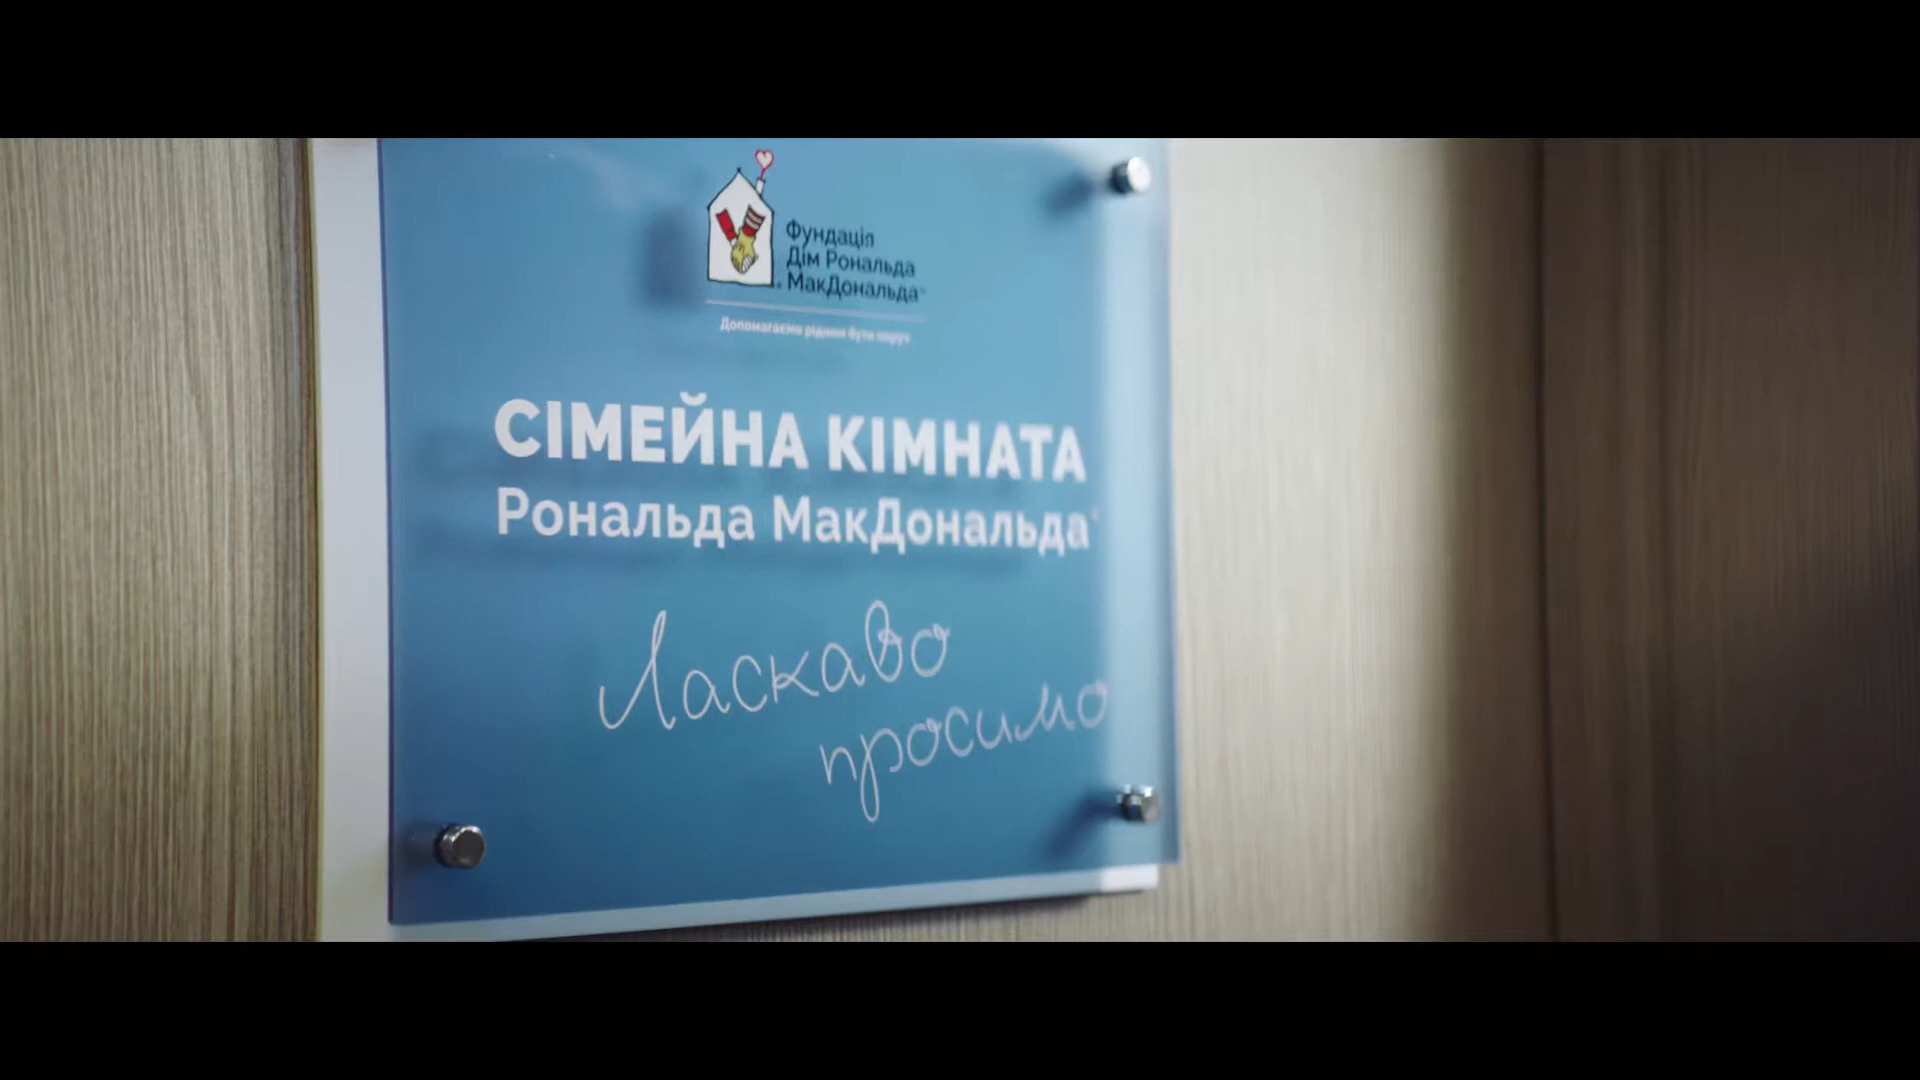 Фундація
Дім Рональда
МакДональда
Допомагаємо рідним бути поруч
СІМЕЙНА КІМНАТА
Рональда МакДональда
Ласкаво
просимо